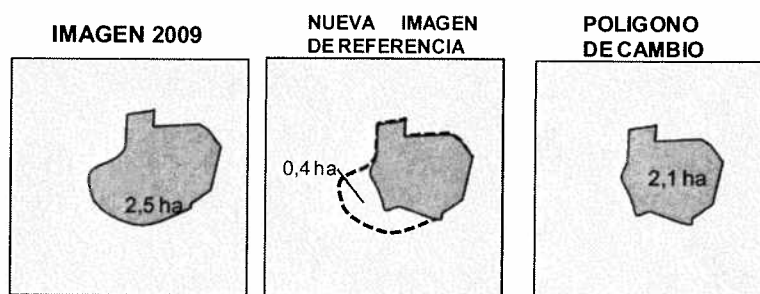 IMAGEN 2009
NUEVA IMAGEN
DE REFERENCIA
POLIGONO
DE CAMBIO
2,5 ha
0,4 ha
2,1 ha